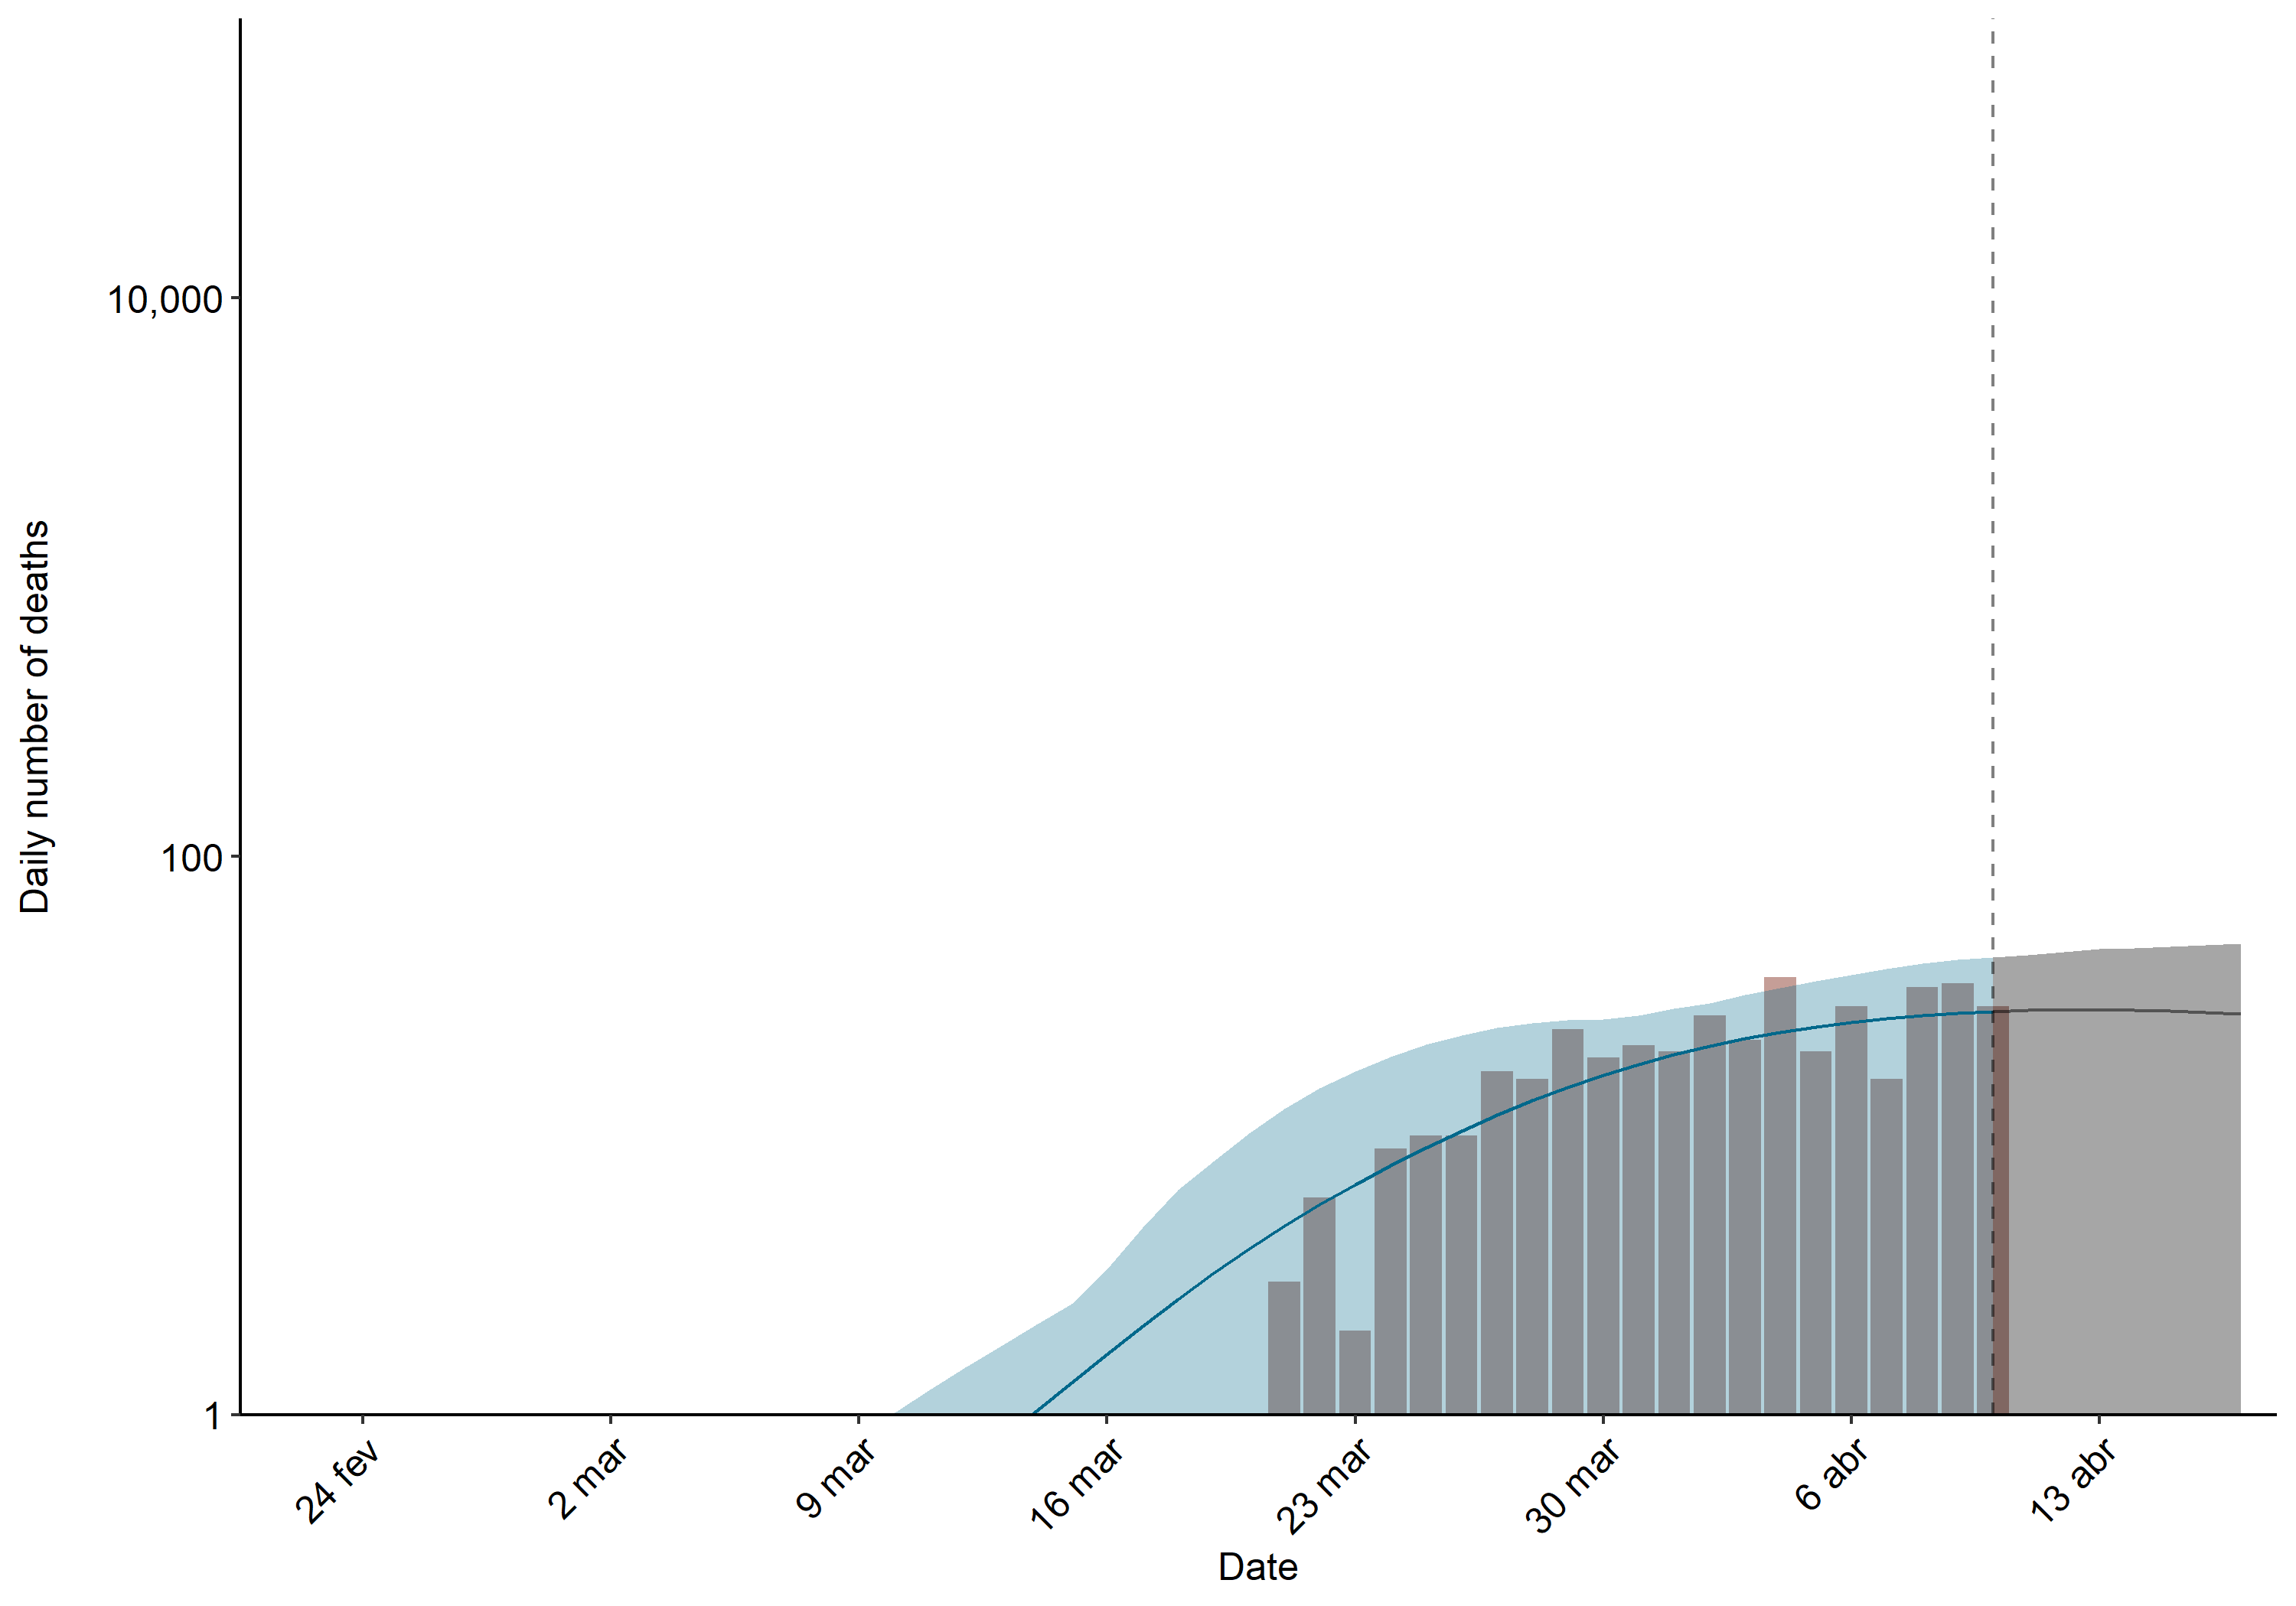 Daily number of deaths
10,000
100
1
24 fev
2 mar
9 mar
16 mar
23 mar
30 mar
6 abr
13 abr
Date